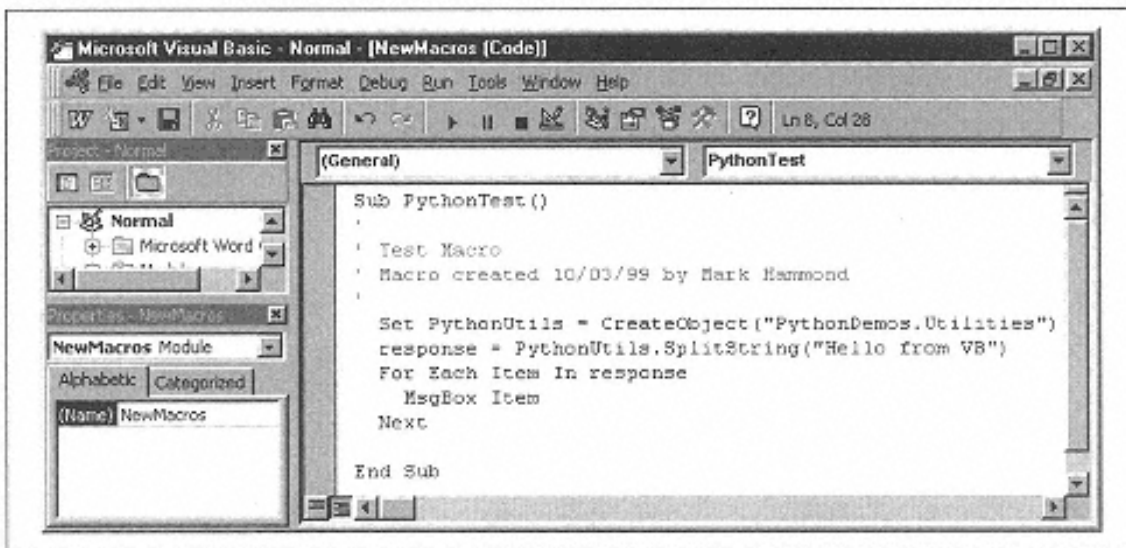 Microsoft Visual Basic - Normal - [NewMacros (Code)]
File Edit View Insert Format Debug Run Tools Window Help
Ln 8, Col 28
Project - Normal
(General)
PythonTest
Normal
Microsoft Word
Properties - NewMacros
NewMacros Module
Alphabetic
Categorized
(Name) NewMacros
Sub PythonTest()
'
' Test Macro
' Macro created 10/03/99 by Mark Hammond
'
Set PythonUtils = CreateObject("PythonDemos.Utilities")
response = PythonUtils.SplitString("Hello from VB")
For Each Item In response
MsgBox Item
Next
End Sub